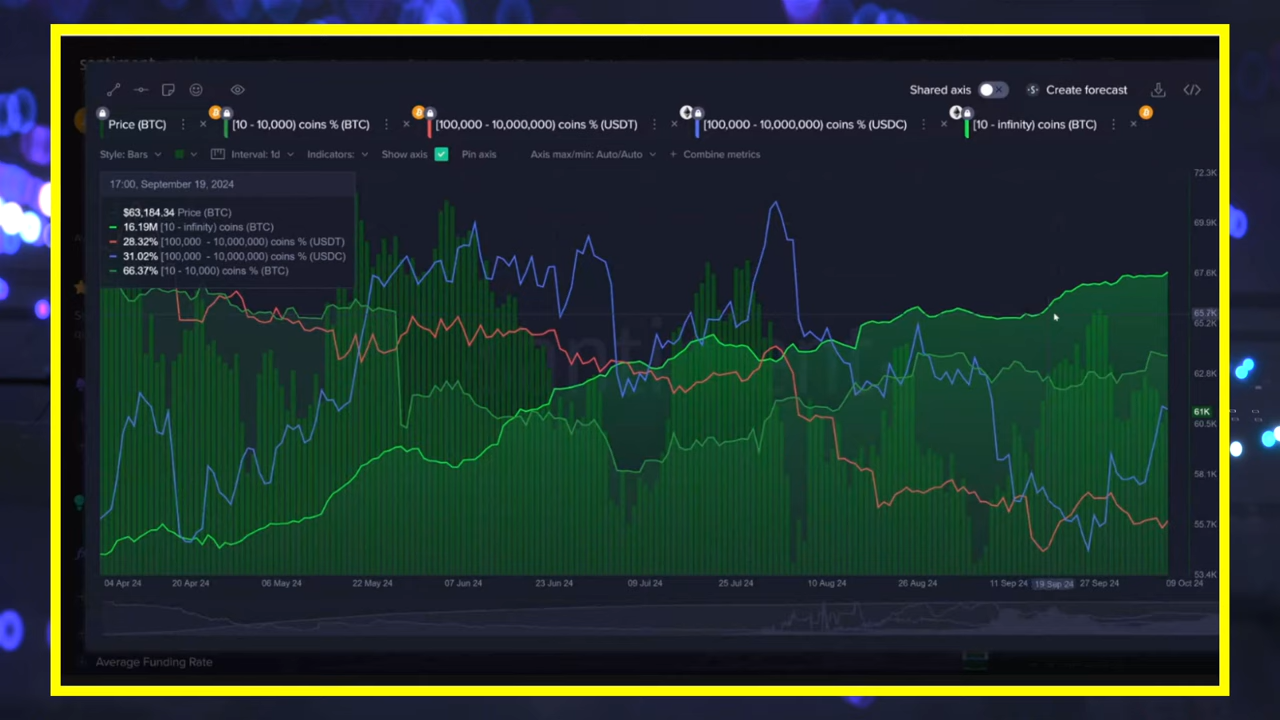 Shared axis
Create forecast
Price (BTC)
[10 - 10,000) coins % (BTC)
[100,000 - 10,000,000) coins % (USDT)
[100,000 - 10,000,000) coins % (USDC)
[10 - infinity) coins (BTC)
Style: Bars
Interval: 1d
Indicators:
Show axis
Pin axis
Axis max/min: Auto/Auto
+ Combine metrics
17:00, September 19, 2024
$63,184.34 Price (BTC)
16.19M [10 - infinity) coins (BTC)
28.32% [100,000 - 10,000,000) coins % (USDT)
31.02% [100,000 - 10,000,000) coins % (USDC)
66.37% [10 - 10,000) coins % (BTC)
72.3K
69.9K
67.6K
65.7K
65.2K
62.8K
61K
60.5K
58.1K
55.7K
53.4K
04 Apr 24
20 Apr 24
06 May 24
22 May 24
07 Jun 24
23 Jun 24
09 Jul 24
25 Jul 24
10 Aug 24
26 Aug 24
11 Sep 24
19 Sep 24
27 Sep 24
09 Oct 24
Average Funding Rate